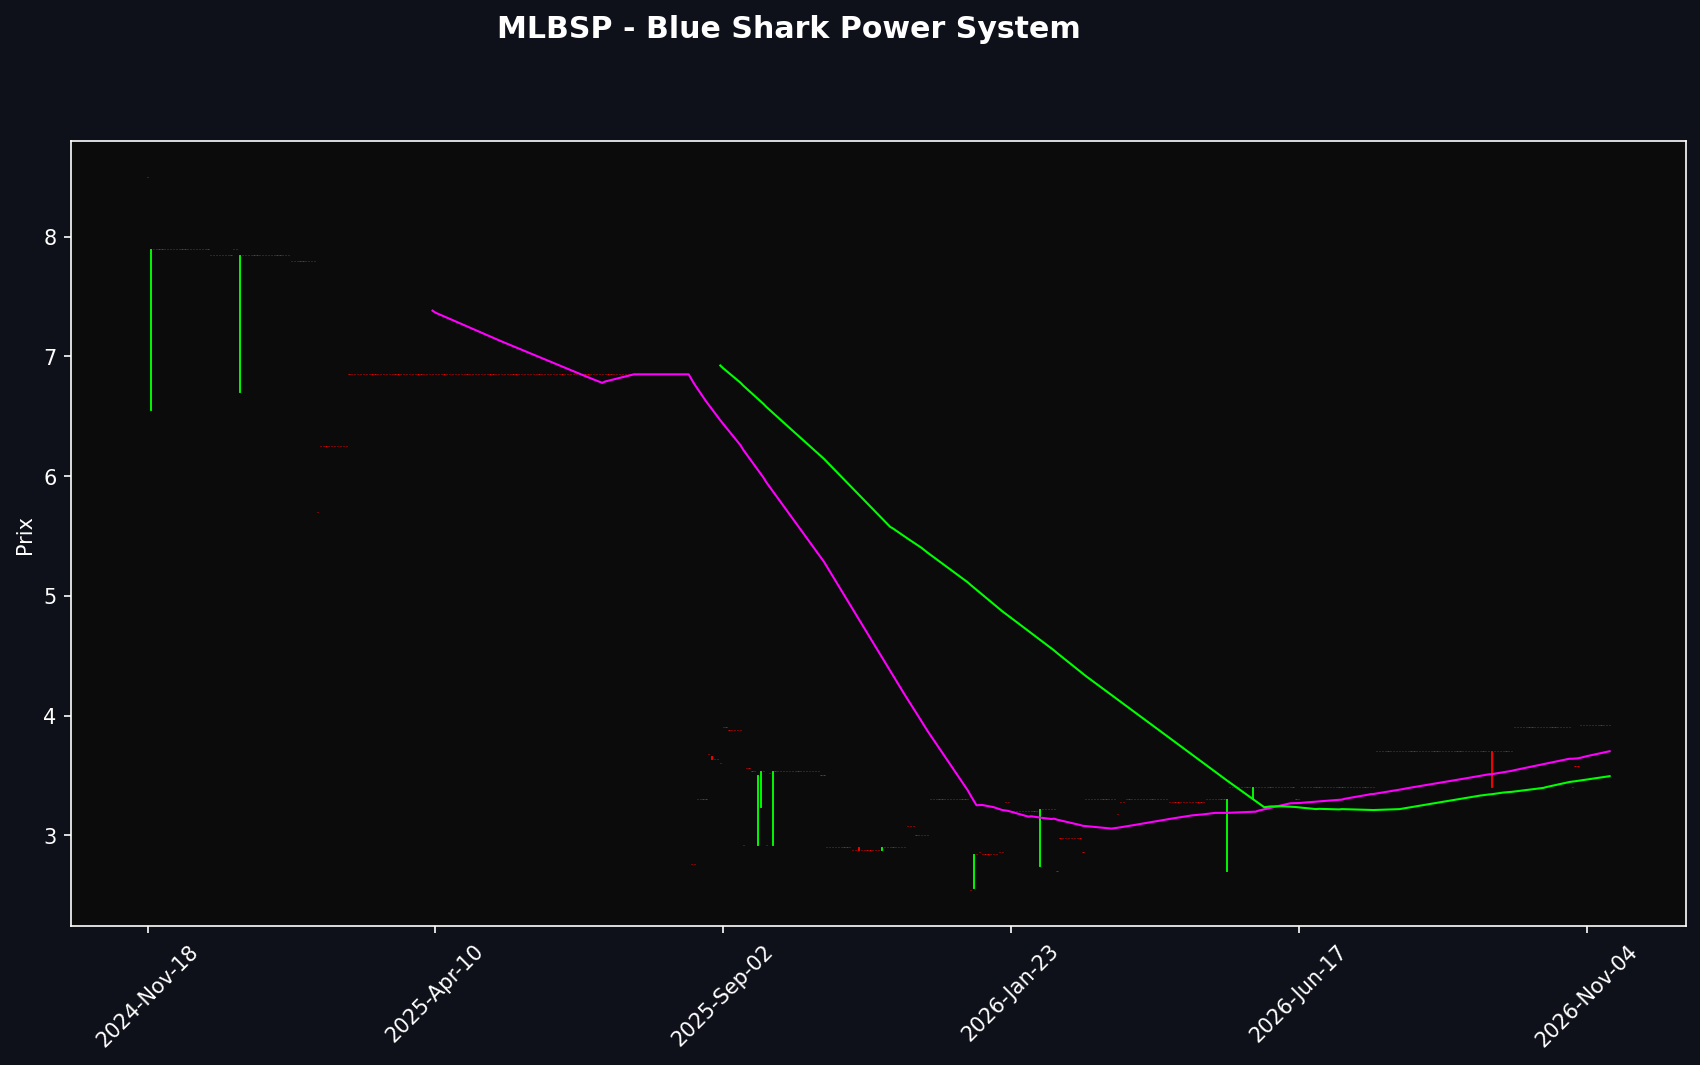 MLBSP - Blue Shark Power System
8
7
6
5
4
3
Prix
2024-Nov-18
2025-Apr-10
2025-Sep-02
2026-Jan-23
2026-Jun-17
2026-Nov-04